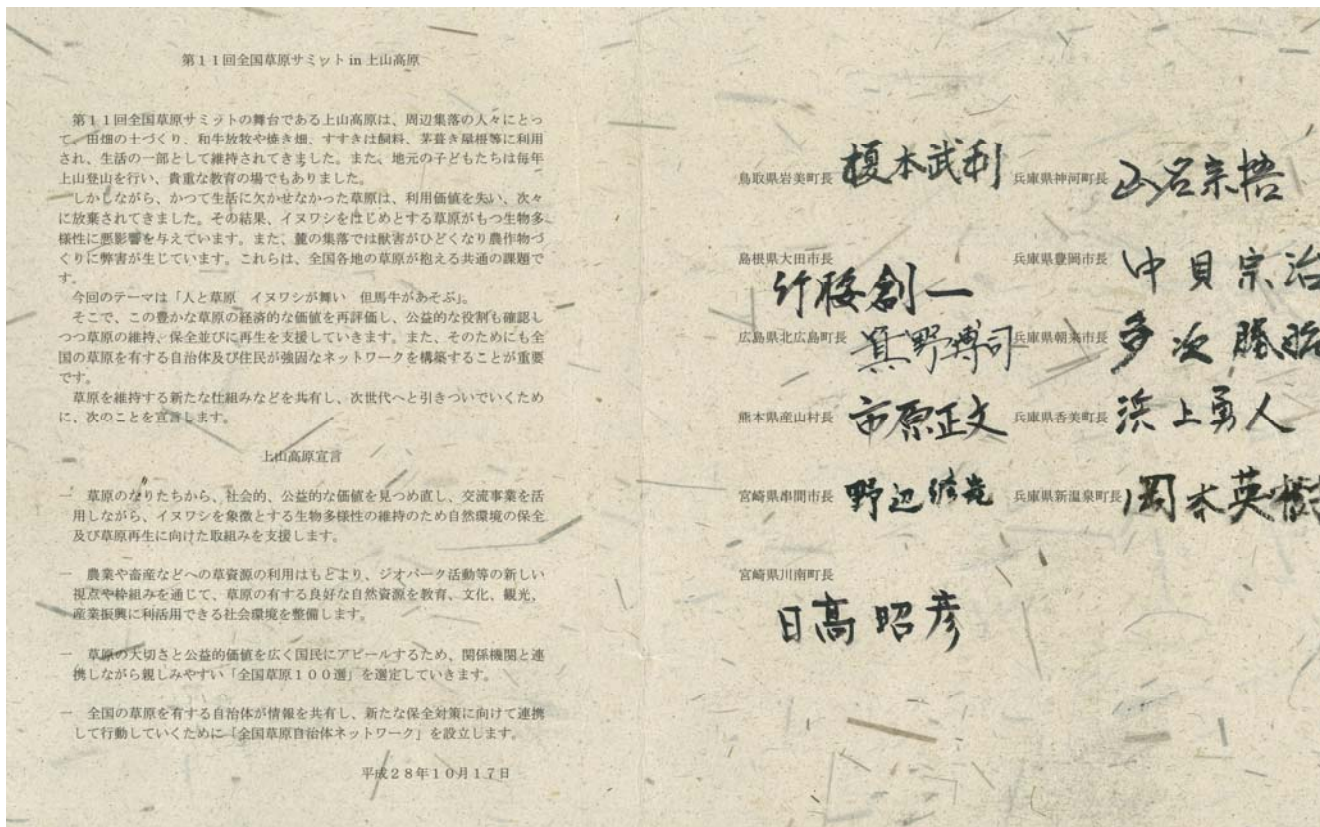 第11回全国草原サミット in 上山高原
第11回全国草原サミットの舞台である上山高原は、周辺集落の人々にとっ
て、田畑の土づくり、和牛放牧や焼き畑、すすきは飼料、茅葺き屋根等に利用
され、生活の一部として維持されてきました。また、地元の子どもたちは毎年
上山登山を行い、貴重な教育の場でもありました。
しかしながら、かつて生活に欠かせなかった草原は、利用価値を失い、次々
に放棄されてきました。その結果、イヌワシをはじめとする草原がもつ生物多
様性に悪影響を与えています。また、麓の集落では獣害がひどくなり農作物づ
くりに弊害が生じています。これらは、全国各地の草原が抱える共通の課題で
す。
今回のテーマは「人と草原　イヌワシが舞い　但馬牛があそぶ」。
そこで、この豊かな草原の経済的な価値を再評価し、公益的な役割も確認し
つつ草原の維持、保全並びに再生を支援していきます。また、そのためにも全
国の草原を有する自治体及び住民が強固なネットワークを構築することが重要
です。
草原を維持する新たな仕組みなどを共有し、次世代へと引きついでいくため
に、次のことを宣言します。
上山高原宣言
一　草原のなりたちから、社会的、公益的な価値を見つめ直し、交流事業を活
用しながら、イヌワシを象徴とする生物多様性の維持のため自然環境の保全
及び草原再生に向けた取組みを支援します。
一　農業や畜産などへの草資源の利用はもとより、ジオパーク活動等の新しい
視点や枠組みを通じて、草原の有する良好な自然資源を教育、文化、観光、
産業振興に利活用できる社会環境を整備します。
一　草原の大切さと公益的価値を広く国民にアピールするため、関係機関と連
携しながら親しみやすい「全国草原100選」を選定していきます。
一　全国の草原を有する自治体が情報を共有し、新たな保全対策に向けて連携
して行動していくために「全国草原自治体ネットワーク」を設立します。
平成28年10月17日
鳥取県岩美町長 榎本武利
島根県大田市長
竹腰創一
広島県北広島町長 箕野博司
熊本県産山村長 市原正文
宮崎県串間市長 野辺修光
宮崎県川南町長
日高昭彦
兵庫県神河町長 山名宗悟
兵庫県豊岡市長 中貝宗治
兵庫県朝来市長 多次勝昭
兵庫県香美町長 浜上勇人
兵庫県新温泉町長 岡本英樹